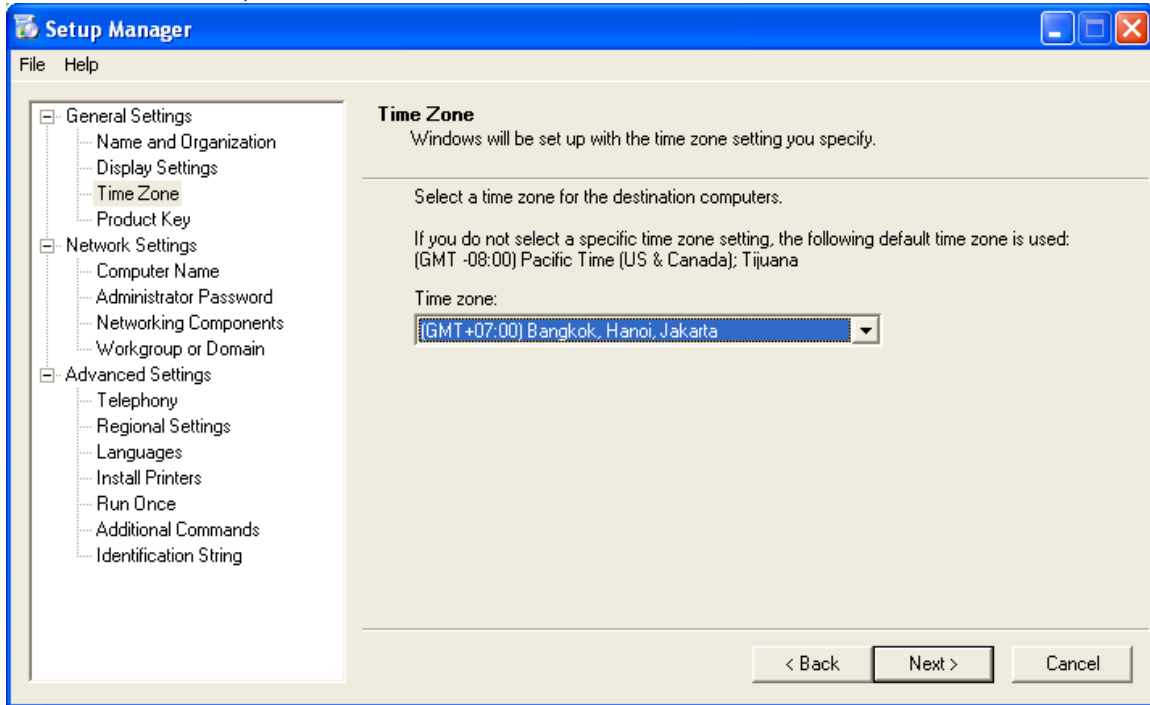 Setup Manager
File Help
General Settings
Name and Organization
Display Settings
Time Zone
Product Key
Network Settings
Computer Name
Administrator Password
Networking Components
Workgroup or Domain
Advanced Settings
Telephony
Regional Settings
Languages
Install Printers
Run Once
Additional Commands
Identification String
Time Zone
Windows will be set up with the time zone setting you specify.
Select a time zone for the destination computers.
If you do not select a specific time zone setting, the following default time zone is used:
(GMT -08:00) Pacific Time (US & Canada); Tijuana
Time zone:
(GMT+07:00) Bangkok, Hanoi, Jakarta
< Back Next > Cancel